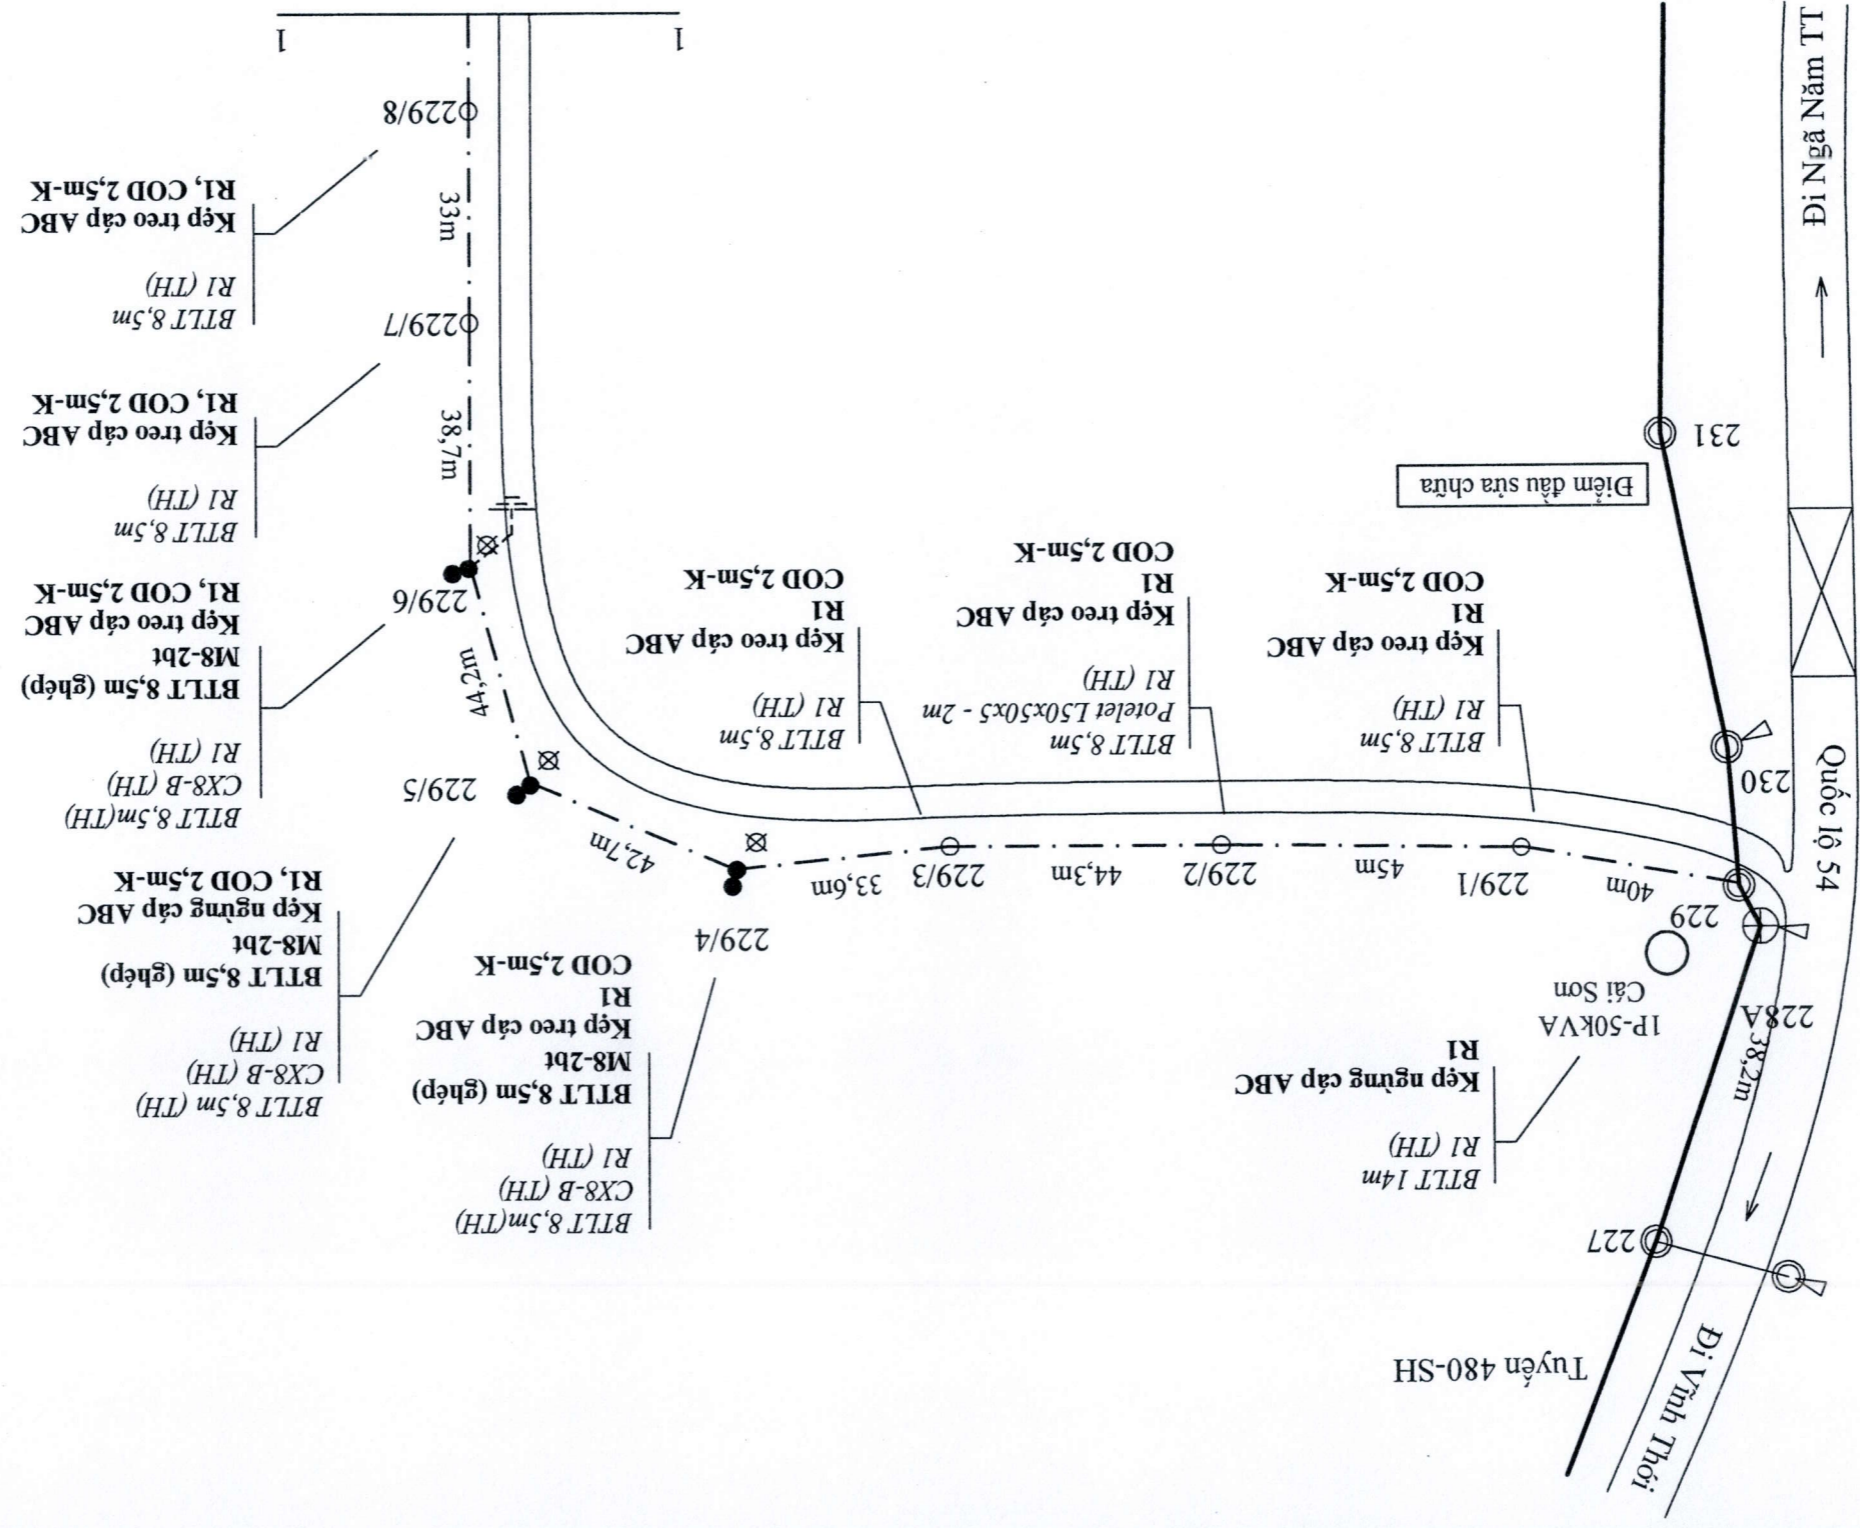 Đi Vĩnh Thới
Tuyến 480-SH
227
BTLT 14m
R1 (TH)
Kẹp ngừng cáp ABC
R1
38,2m
228A
1P-50kVA
Cái Sơn
229
Quốc lộ 54
230
Điểm đầu sửa chữa
231
Đi Ngã Năm TT
40m
229/1
BTLT 8,5m
R1 (TH)
Kẹp treo cáp ABC
R1
COD 2,5m-K
45m
229/2
BTLT 8,5m
Potelet L50x50x5 - 2m
R1 (TH)
Kẹp treo cáp ABC
R1
COD 2,5m-K
44,3m
229/3
BTLT 8,5m
R1 (TH)
Kẹp treo cáp ABC
R1
COD 2,5m-K
33,6m
229/4
BTLT 8,5m(TH)
CX8-B (TH)
R1 (TH)
BTLT 8,5m (ghép)
M8-2bt
Kẹp treo cáp ABC
R1
COD 2,5m-K
42,7m
229/5
BTLT 8,5m (TH)
CX8-B (TH)
R1 (TH)
BTLT 8,5m (ghép)
M8-2bt
Kẹp ngừng cáp ABC
R1, COD 2,5m-K
44,2m
229/6
BTLT 8,5m(TH)
CX8-B (TH)
R1 (TH)
BTLT 8,5m (ghép)
M8-2bt
Kẹp treo cáp ABC
R1, COD 2,5m-K
38,7m
229/7
BTLT 8,5m
R1 (TH)
Kẹp treo cáp ABC
R1, COD 2,5m-K
33m
229/8
BTLT 8,5m
R1 (TH)
Kẹp treo cáp ABC
R1, COD 2,5m-K
1
1